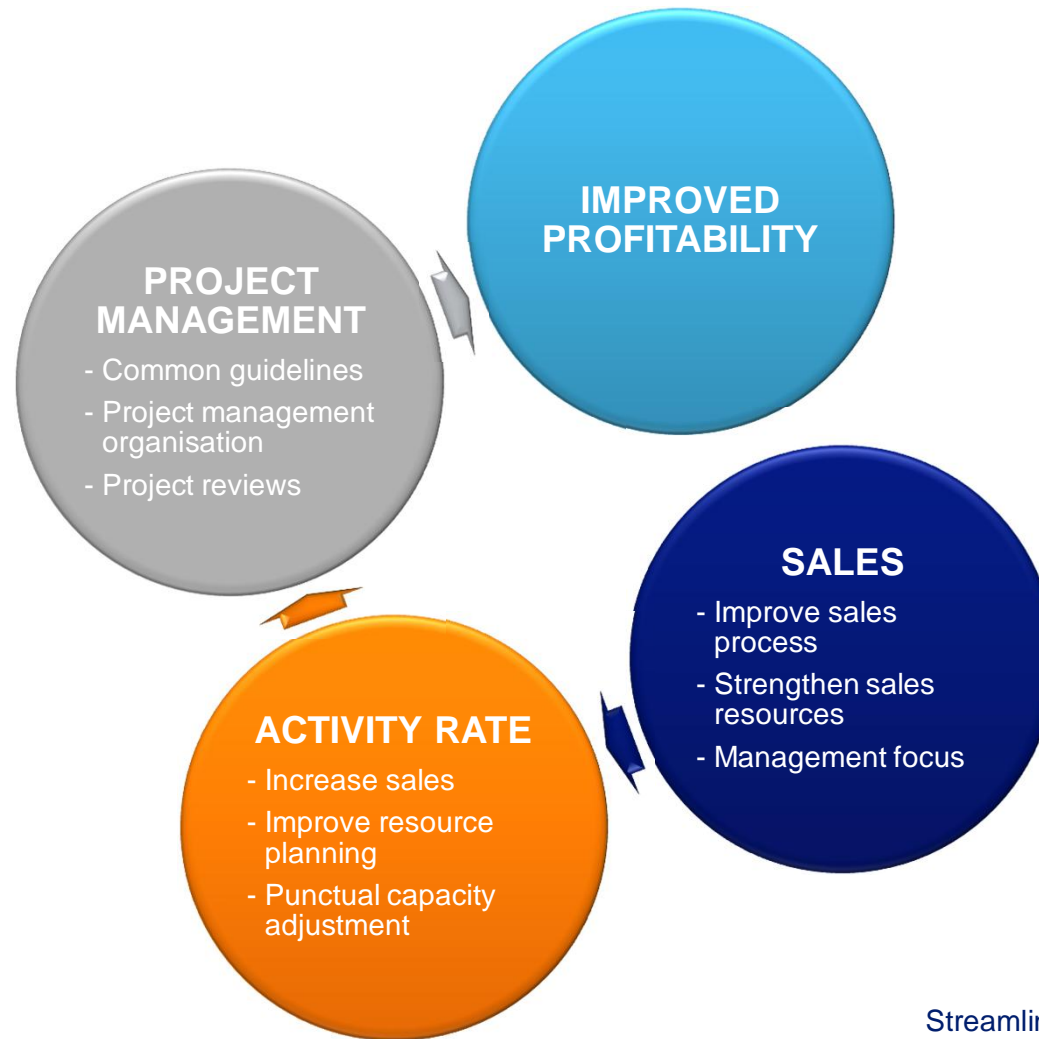 IMPROVED
PROFITABILITY
PROJECT
MANAGEMENT
- Common guidelines
- Project management
organisation
- Project reviews
SALES
- Improve sales
process
- Strengthen sales
resources
- Management focus
ACTIVITY RATE
- Increase sales
- Improve resource
planning
- Punctual capacity
adjustment